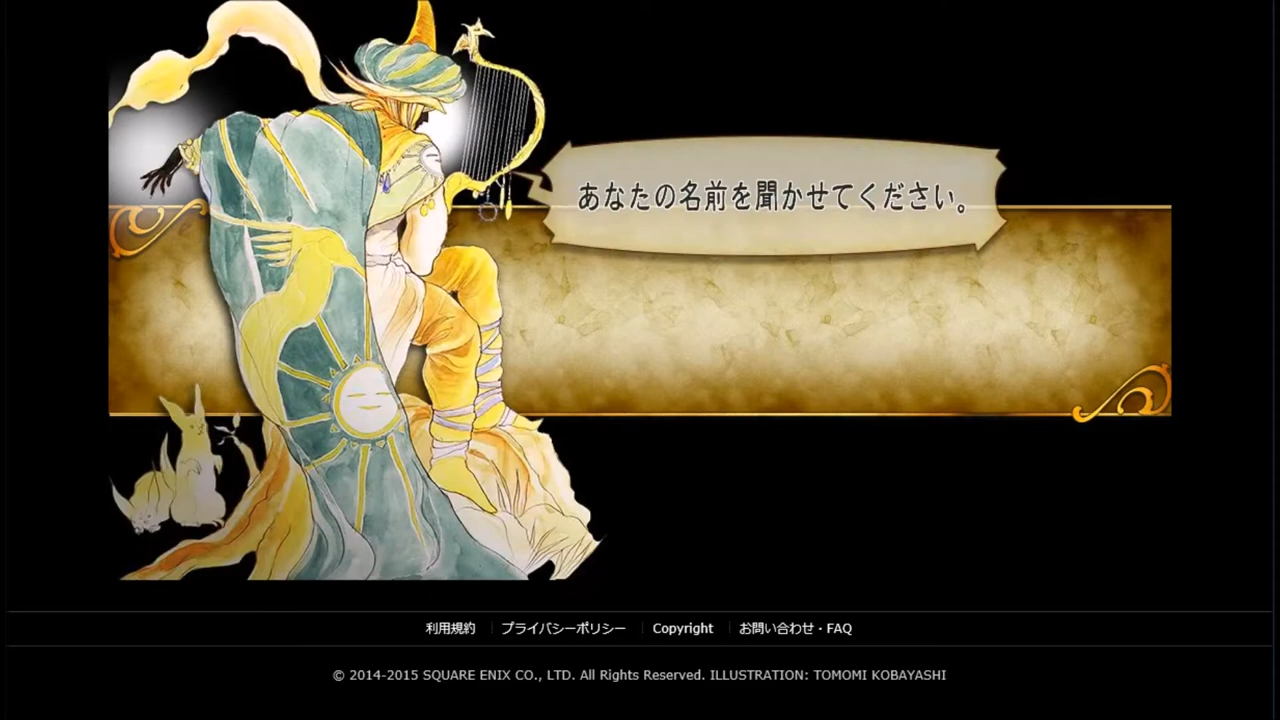 あなたの名前を聞かせてください。
利用規約 プライバシーポリシー Copyright お問い合わせ・FAQ
© 2014-2015 SQUARE ENIX CO., LTD. All Rights Reserved. ILLUSTRATION: TOMOMI KOBAYASHI